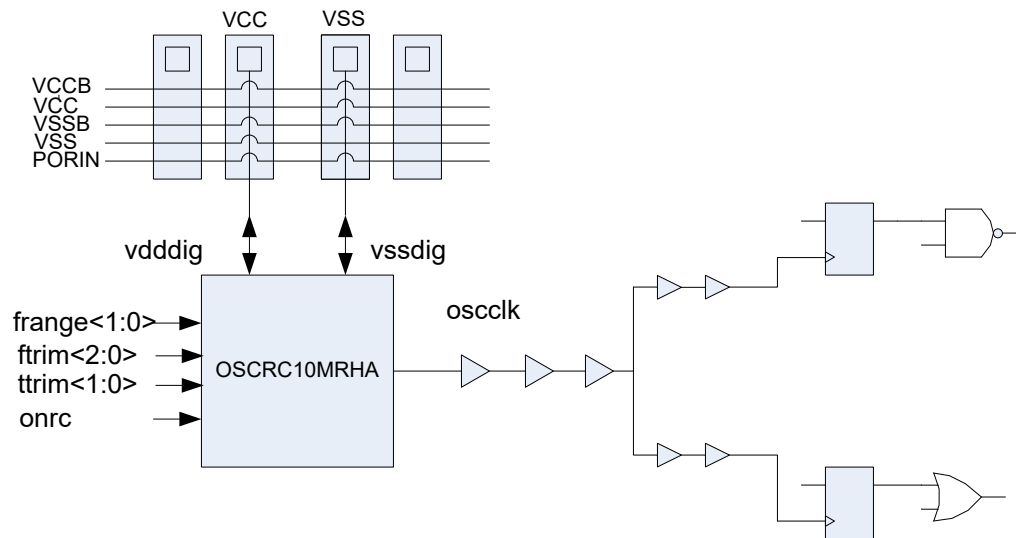 VCC
VSS
VCCB
VCC
VSSB
VSS
PORIN
vdddig
vssdig
frange<1:0>
ftrim<2:0>
ttrim<1:0>
onrc
OSCRC10MRHA
oscclk